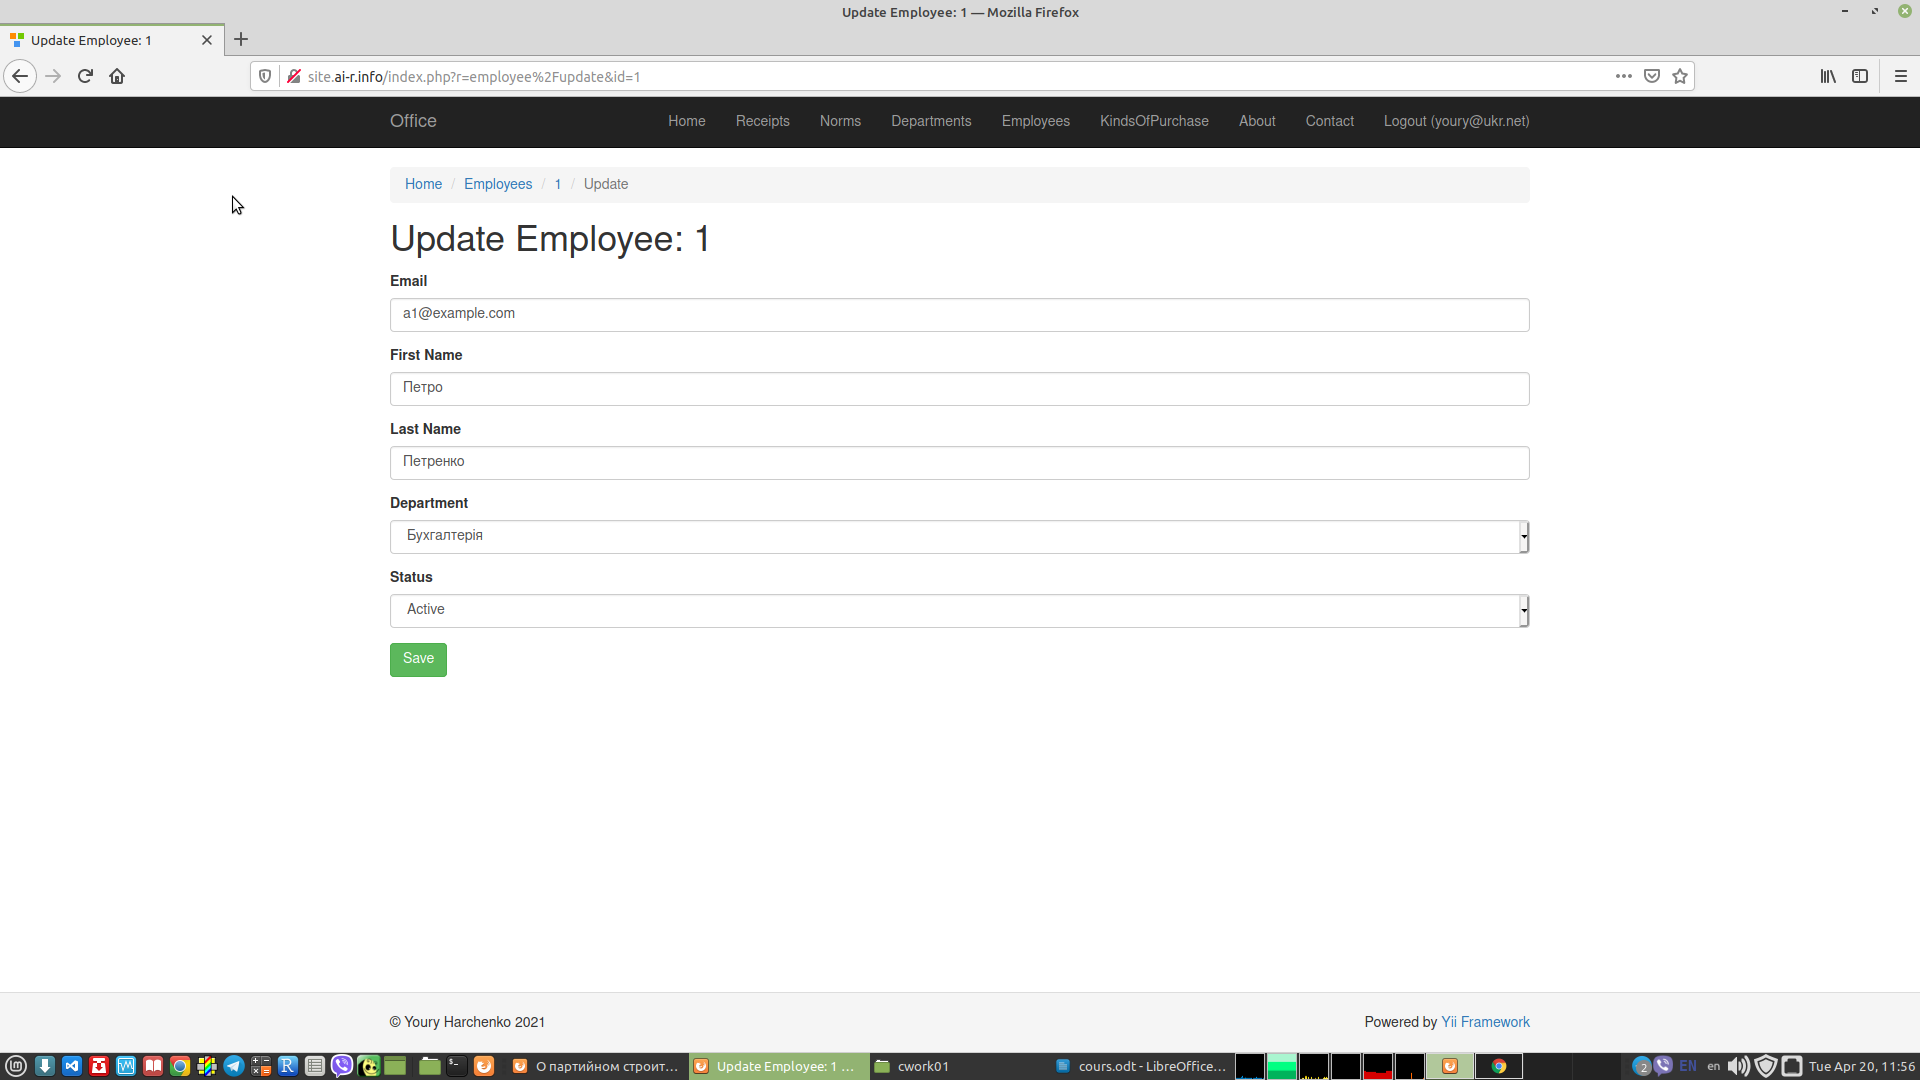 Update Employee: 1 — Mozilla Firefox
Update Employee: 1
site.ai-r.info/index.php?r=employee%2Fupdate&id=1
Office Home Receipts Norms Departments Employees KindsOfPurchase About Contact Logout (youry@ukr.net)
Home / Employees / 1 / Update
Update Employee: 1
Email
a1@example.com
First Name
Петро
Last Name
Петренко
Department
Бухгалтерія
Status
Active
Save
© Youry Harchenko 2021 Powered by Yii Framework
О партийном строит... Update Employee: 1 ... cwork01 cours.odt - LibreOffice... 2 EN en Tue Apr 20, 11:56